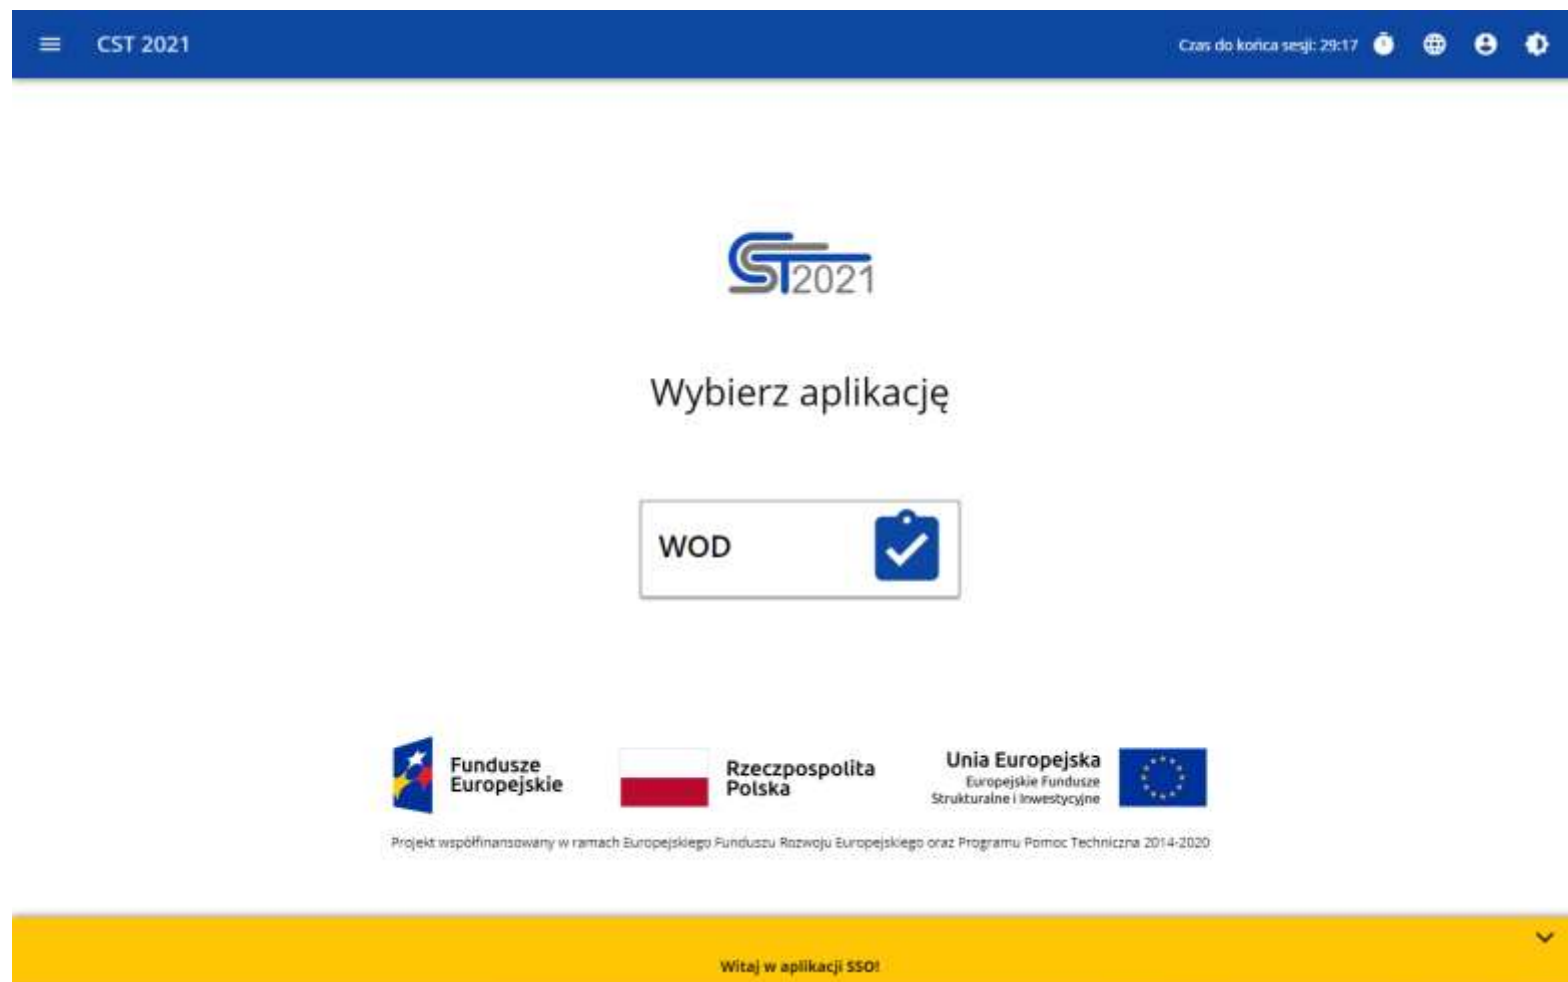 CST 2021
Czas do końca sesji: 29:17
CST2021
Wybierz aplikację
WOD
Fundusze
Europejskie
Rzeczpospolita
Polska
Unia Europejska
Europejskie Fundusze
Strukturalne i Inwestycyjne
Projekt współfinansowany w ramach Europejskiego Funduszu Rozwoju Europejskiego oraz Programu Pomoc Techniczna 2014-2020
Witaj w aplikacji SSO!